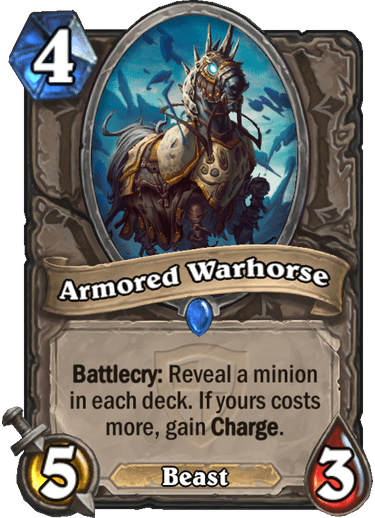 4
Armored Warhorse
Battlecry: Reveal a minion
in each deck. If yours costs
more, gain Charge.
5
Beast
3